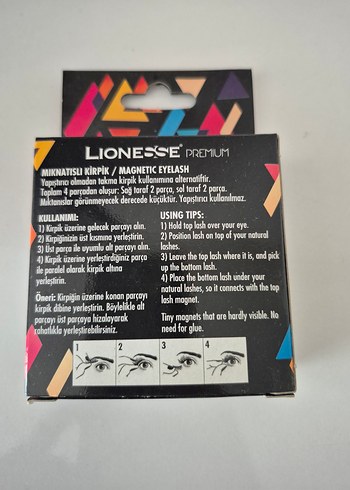 LIONESSE PREMIUM
MIKNATISLI KİRPİK / MAGNETIC EYELASH
Yapıştırıcı olmadan takma kirpik kullanımına alternatiftir.
Toplam 4 parçadan oluşur: Sağ taraf 2 parça, sol taraf 2 parça.
Mıktanıslar görünmeyecek derecede küçüktür. Yapıştırıcı kullanılmaz.
KULLANIMI:
1) Kirpik üzerine gelecek parçayı alın.
2) Kirpiğinizin üst kısmına yerleştirin.
3) Üst parça ile uyumlu alt parçayı alın.
4) Kirpik üzerine yerleştirdiğiniz parça
ile paralel olarak kirpik altına
yerleştirin.
Öneri: Kirpiğin üzerine konan parçayı
kirpik dibine yerleştirin. Böylelikle alt
parçayı üst parçaya hizalayarak
rahatlıkla yerleştirebilirsiniz.
USING TIPS:
1) Hold top lash over your eye.
2) Position lash on top of your natural
lashes.
3) Leave the top lash where it is, and pick
up the bottom lash.
4) Place the bottom lash under your
natural lashes, so it connects with the top
lash magnet.
Tiny magnets that are hardly visible. No
need for glue.
1 2 3 4